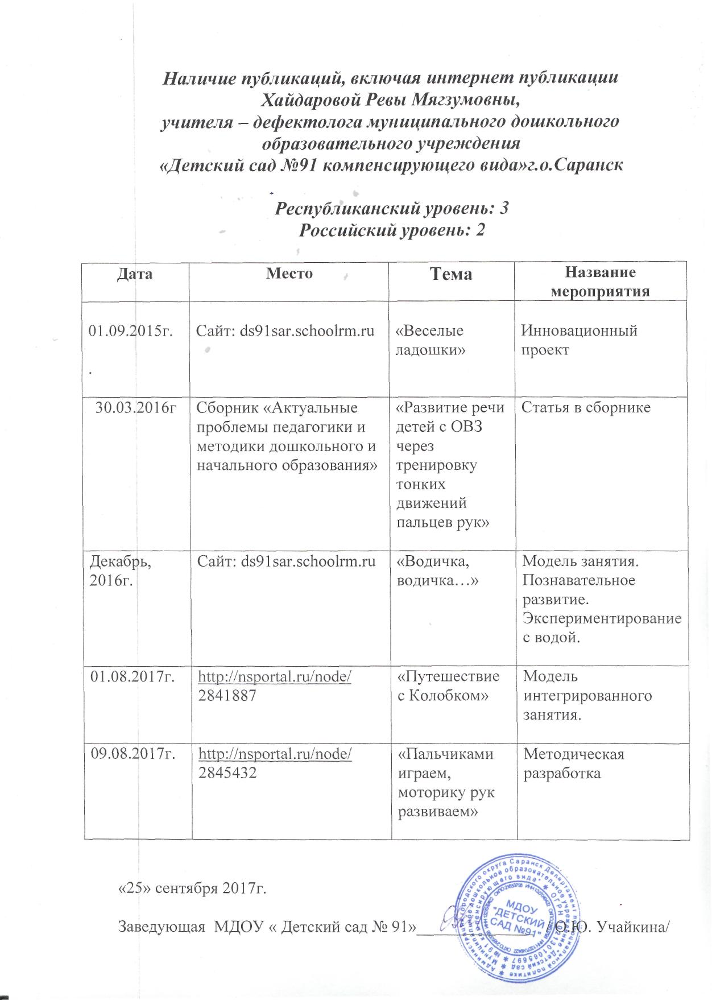 Наличие публикаций, включая интернет публикации
Хайдаровой Ревы Мягзумовны,
учителя – дефектолога муниципального дошкольного
образовательного учреждения
«Детский сад №91 компенсирующего вида»г.о.Саранск
Республиканский уровень: 3
Российский уровень: 2
Дата Место Тема Название
мероприятия
01.09.2015г. Сайт: ds91sar.schoolrm.ru «Веселые Инновационный
ладошки» проект
.
30.03.2016г Сборник «Актуальные «Развитие речи Статья в сборнике
проблемы педагогики и детей с ОВЗ
методики дошкольного и через
начального образования» тренировку
тонких
движений
пальцев рук»
Декабрь, Сайт: ds91sar.schoolrm.ru «Водичка, Модель занятия.
2016г. водичка…» Познавательное
развитие.
Экспериментирование
с водой.
01.08.2017г. http://nsportal.ru/node/ «Путешествие Модель
2841887 с Колобком» интегрированного
занятия.
09.08.2017г. http://nsportal.ru/node/ «Пальчиками Методическая
2845432 играем, разработка
моторику рук
развиваем»
«25» сентября 2017г.
Заведующая МДОУ « Детский сад № 91»______________ / О.Ю. Учайкина/
МДОУ
"ДЕТСКИЙ
САД №91"